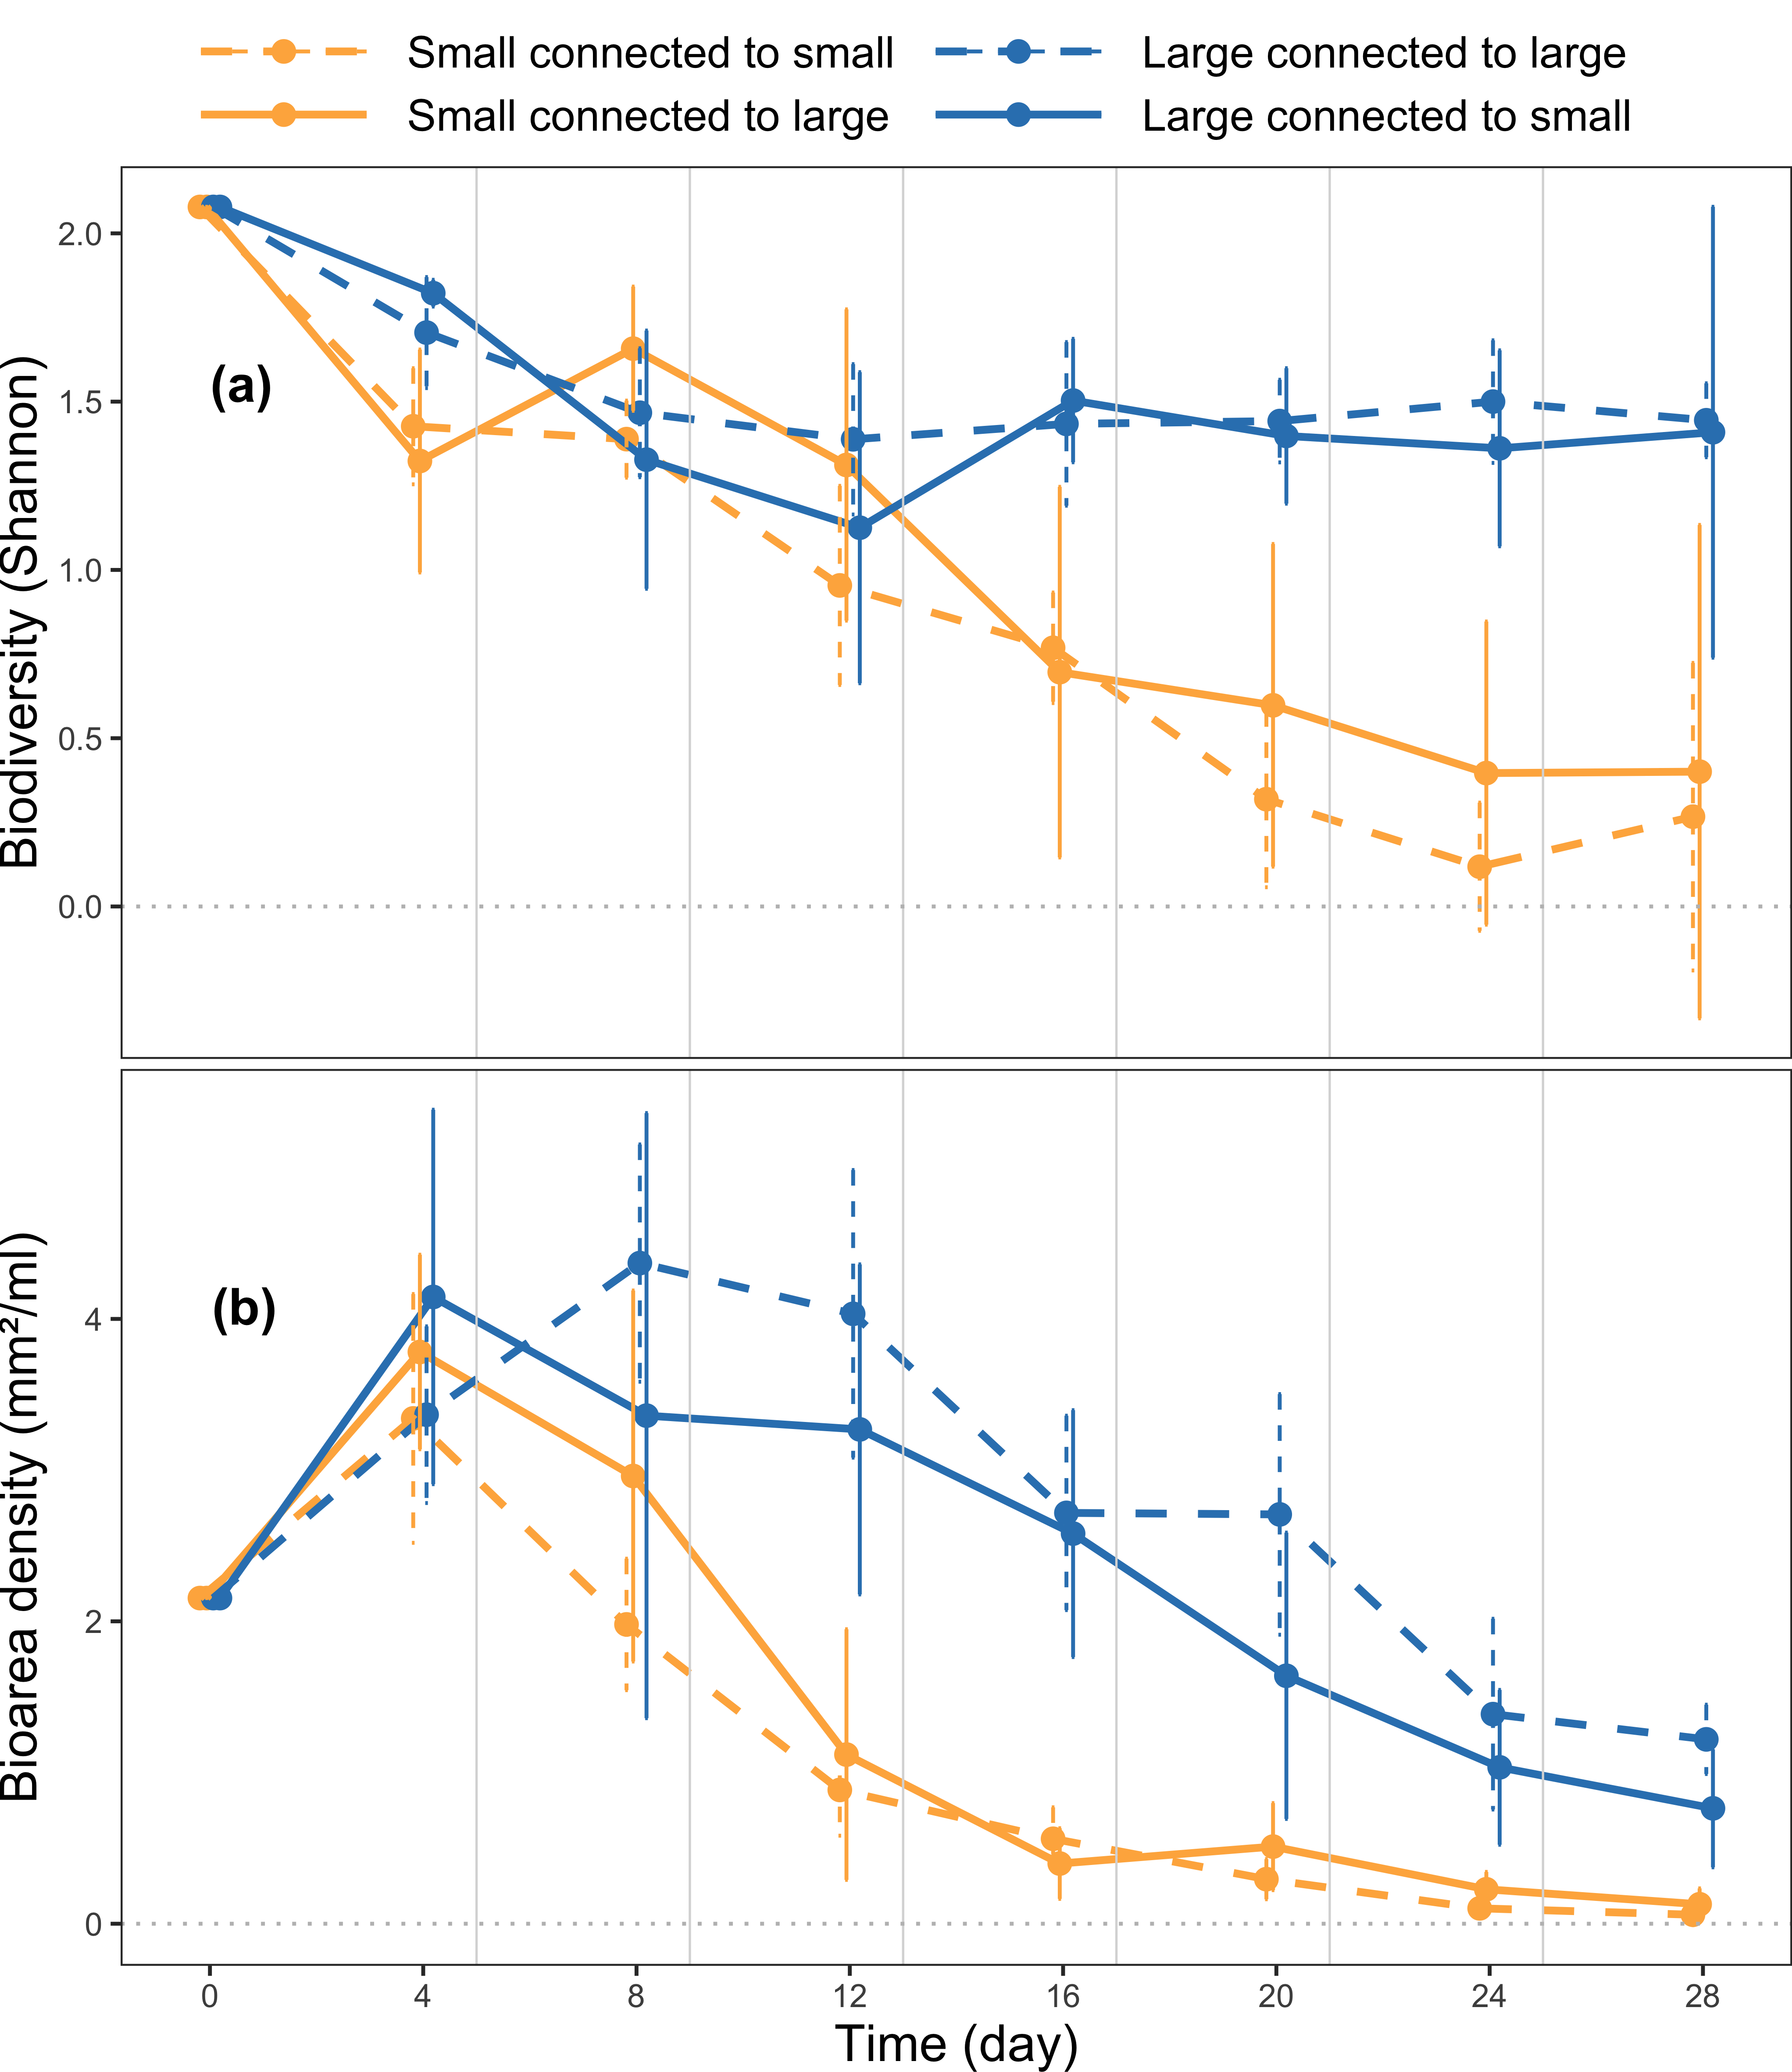 Small connected to small
Large connected to large
Small connected to large
Large connected to small
Biodiversity (Shannon)
(a)
2.0
1.5
1.0
0.5
0.0
Bioarea density (mm²/ml)
(b)
4
2
0
0 4 8 12 16 20 24 28
Time (day)